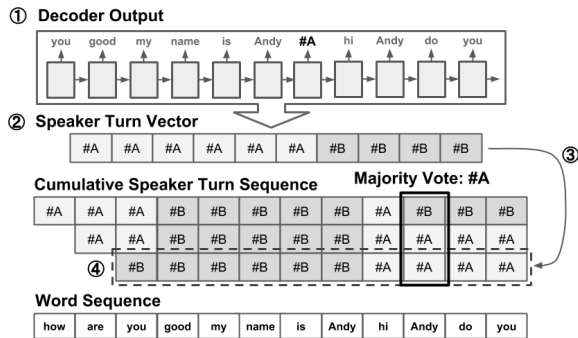 ① Decoder Output
you good my name is Andy #A hi Andy do you
② Speaker Turn Vector
#A #A #A #A #A #A #B #B #B #B
③
Cumulative Speaker Turn Sequence
Majority Vote: #A
#A #A #A #B #B #B #B #B #A #B #B #B
#A #A #B #B #B #B #B #A #A #A #A
④ #B #B #B #B #B #B #A #A #A #A
Word Sequence
how are you good my name is Andy hi Andy do you